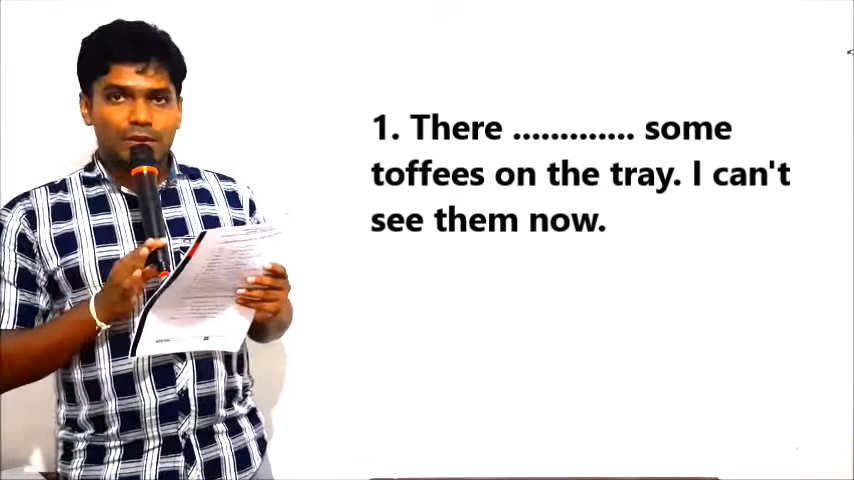 1. There ............. some
toffees on the tray. I can't
see them now.